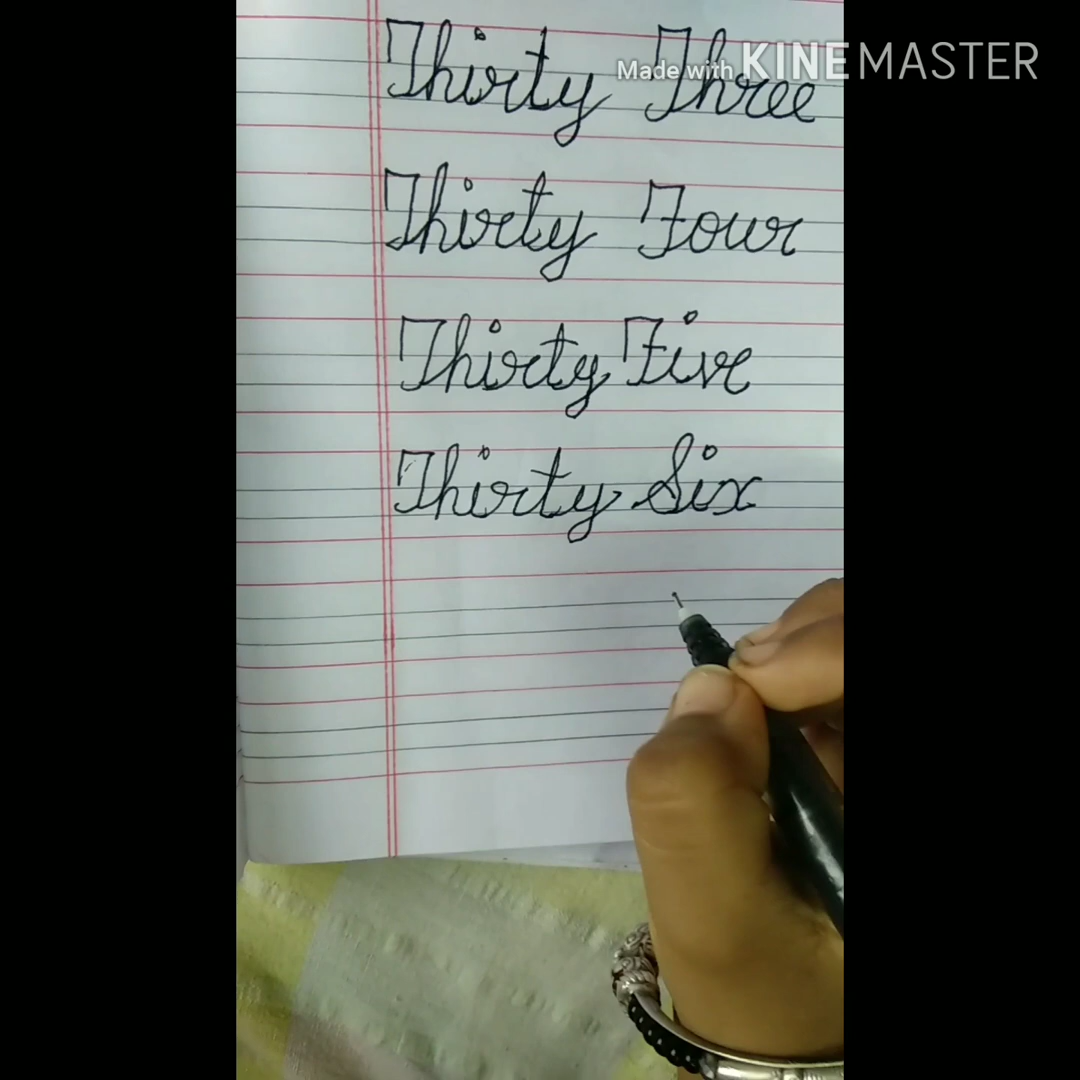 Thirty Three
Made with KINEMASTER
Thirty Four
Thirty Five
Thirty Six